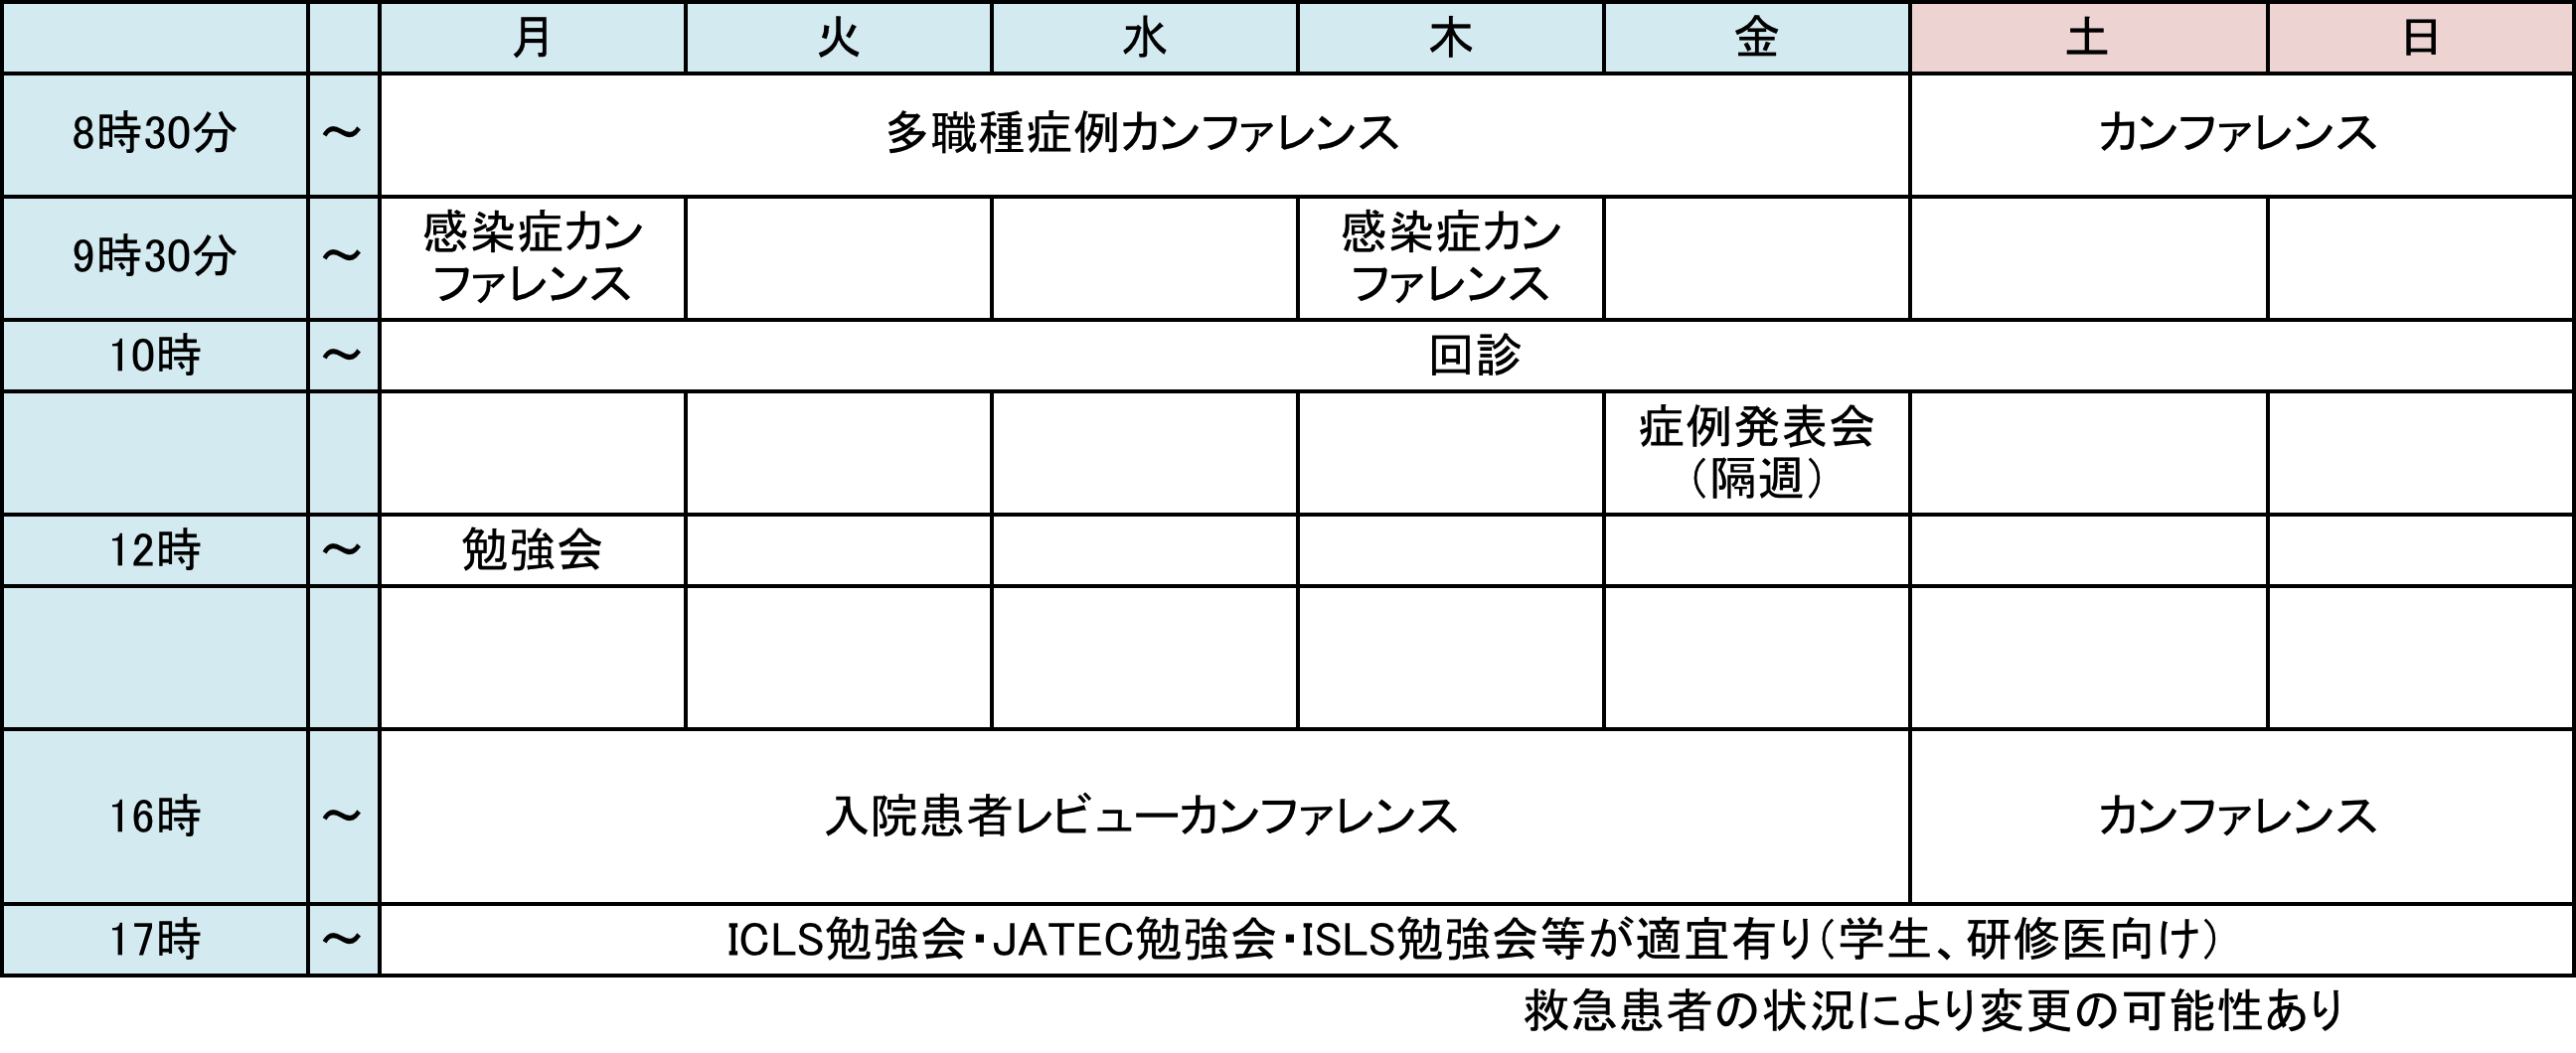 月 火 水 木 金 土 日
8時30分 ～ 多職種症例カンファレンス カンファレンス
9時30分 ～ 感染症カン
ファレンス 感染症カン
ファレンス
10時 ～ 回診
症例発表会
（隔週）
12時 ～ 勉強会
16時 ～ 入院患者レビューカンファレンス カンファレンス
17時 ～ ICLS勉強会・JATEC勉強会・ISLS勉強会等が適宜有り（学生、研修医向け）
救急患者の状況により変更の可能性あり